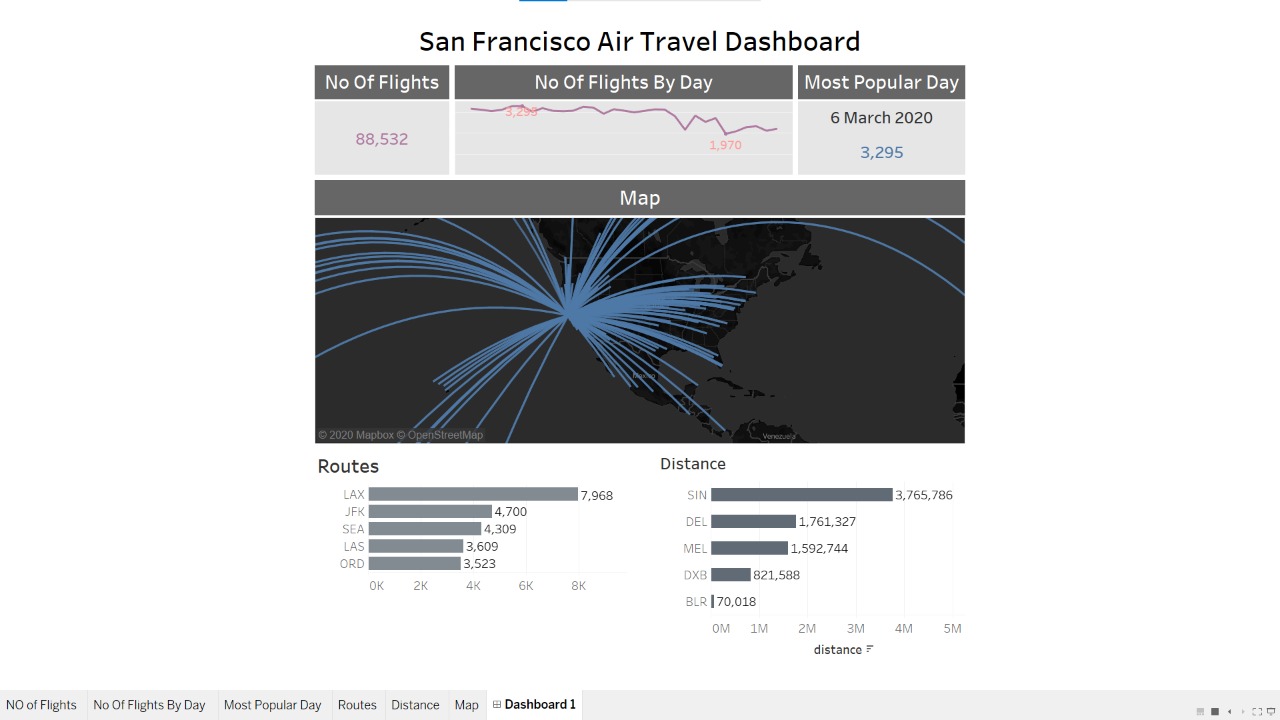 San Francisco Air Travel Dashboard
No Of Flights
No Of Flights By Day
Most Popular Day
88,532
3,295
1,970
6 March 2020
3,295
Map
Mexico
Venezuela
© 2020 Mapbox © OpenStreetMap
Routes
LAX 7,968
JFK 4,700
SEA 4,309
LAS 3,609
ORD 3,523
0K 2K 4K 6K 8K
Distance
SIN 3,765,786
DEL 1,761,327
MEL 1,592,744
DXB 821,588
BLR 70,018
0M 1M 2M 3M 4M 5M
distance
NO of Flights No Of Flights By Day Most Popular Day Routes Distance Map Dashboard 1